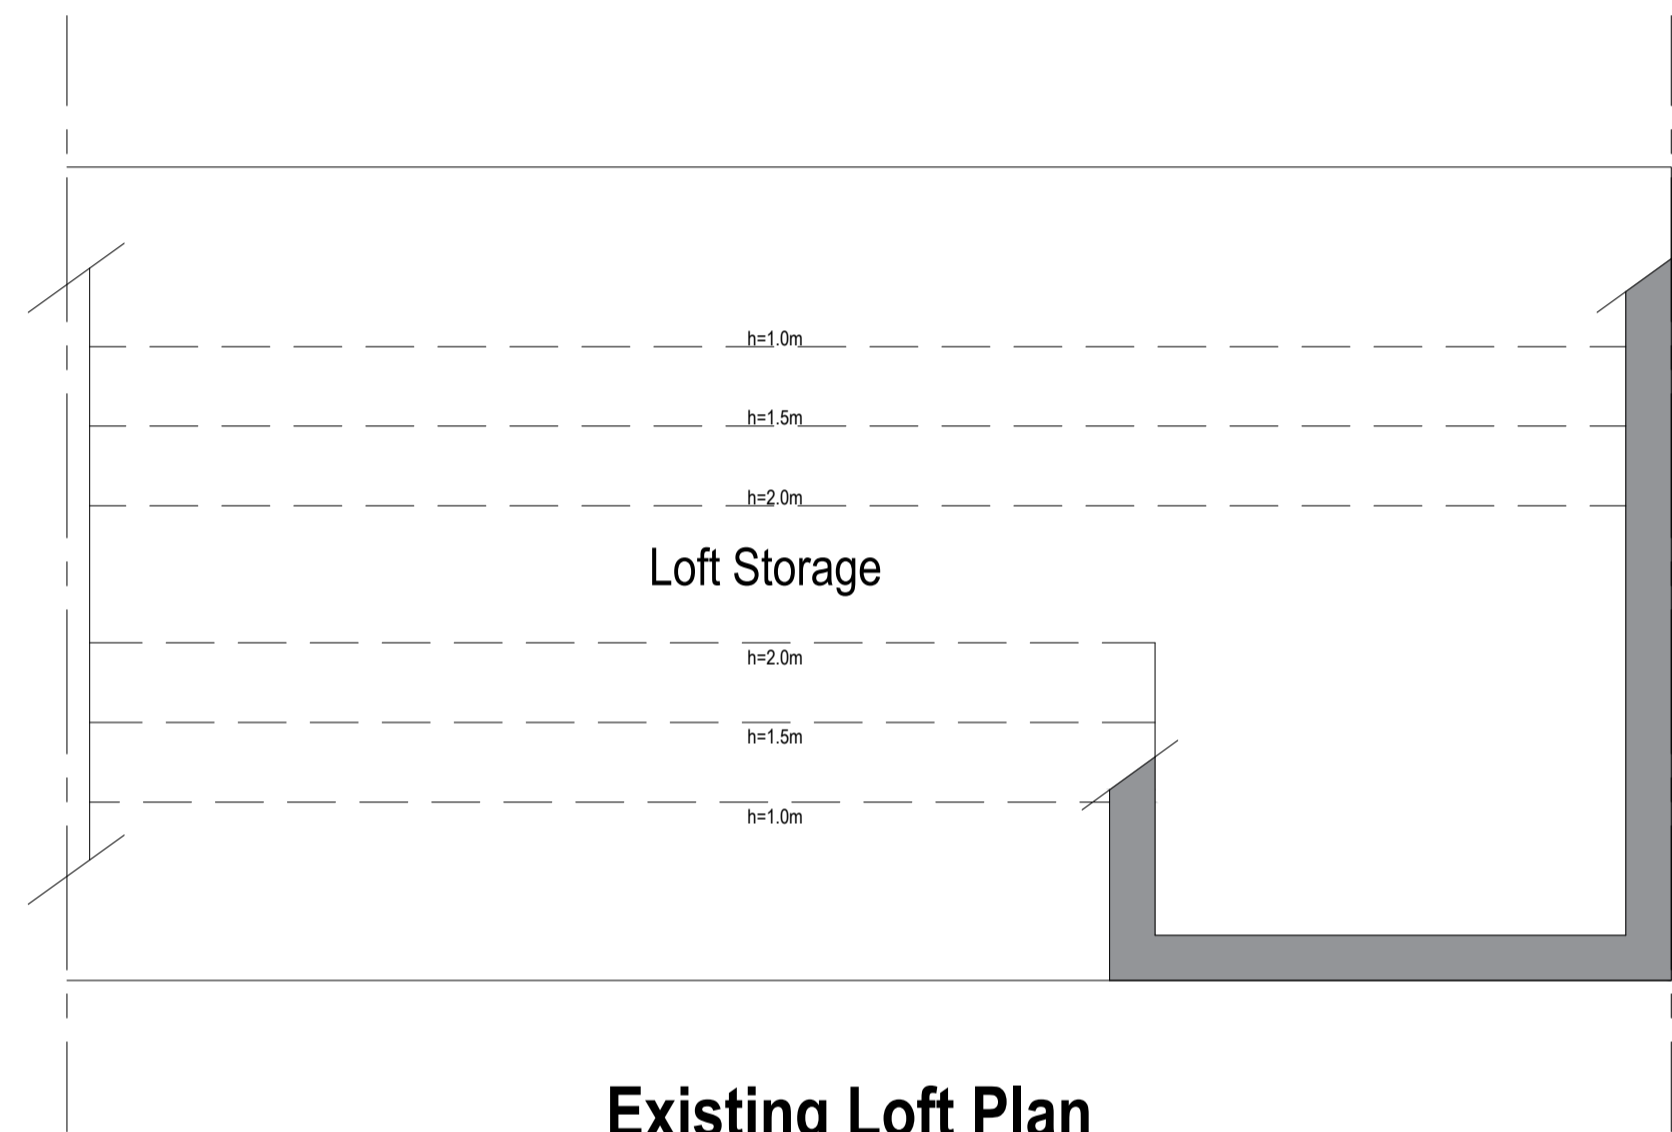 h=1.0m
h=1.5m
h=2.0m
Loft Storage
h=2.0m
h=1.5m
h=1.0m
Existing Loft Plan